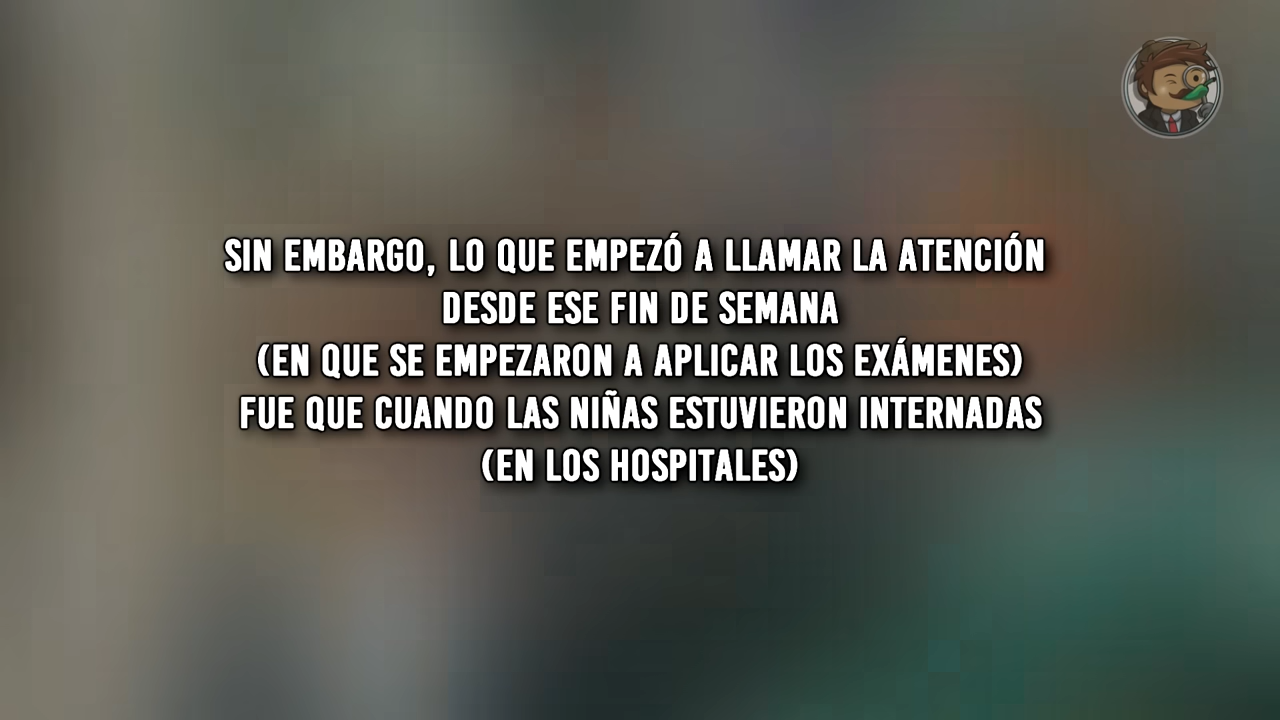 SIN EMBARGO, LO QUE EMPEZÓ A LLAMAR LA ATENCIÓN
DESDE ESE FIN DE SEMANA
(EN QUE SE EMPEZARON A APLICAR LOS EXÁMENES)
FUE QUE CUANDO LAS NIÑAS ESTUVIERON INTERNADAS
(EN LOS HOSPITALES)